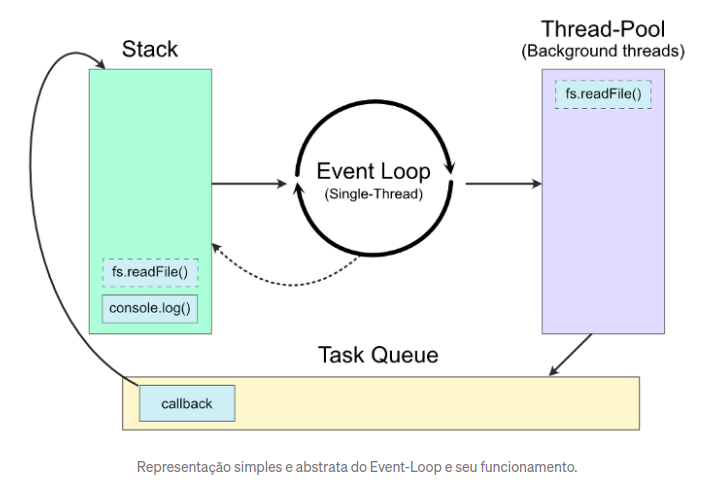 Stack
Thread-Pool
(Background threads)
fs.readFile()
Event Loop
(Single-Thread)
fs.readFile()
console.log()
Task Queue
callback
Representação simples e abstrata do Event-Loop e seu funcionamento.